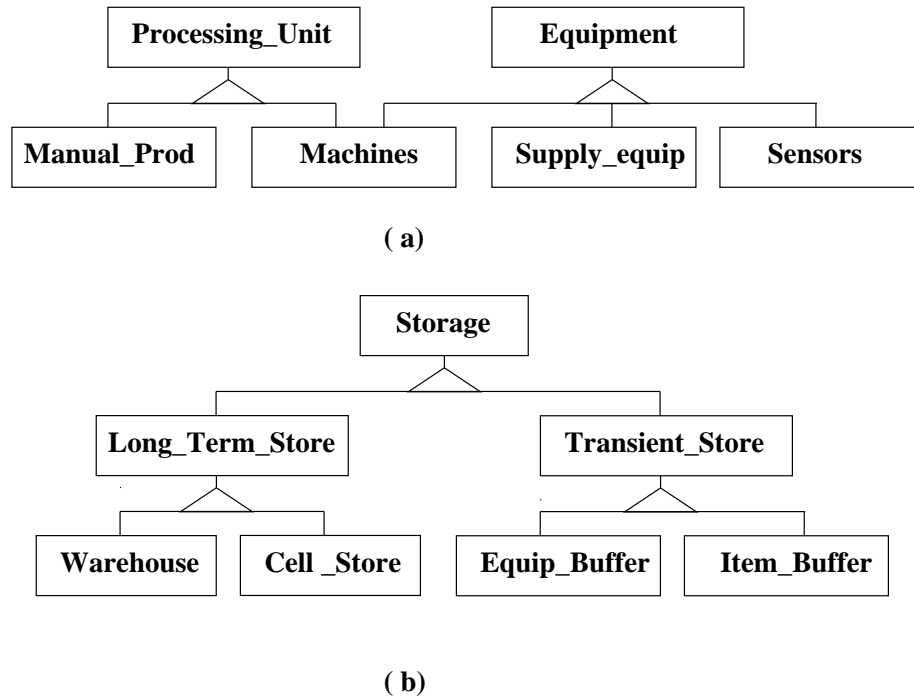 Processing_Unit Equipment
Manual_Prod Machines Supply_equip Sensors
( a)
Storage
Long_Term_Store Transient_Store
Warehouse Cell _Store Equip_Buffer Item_Buffer
( b)